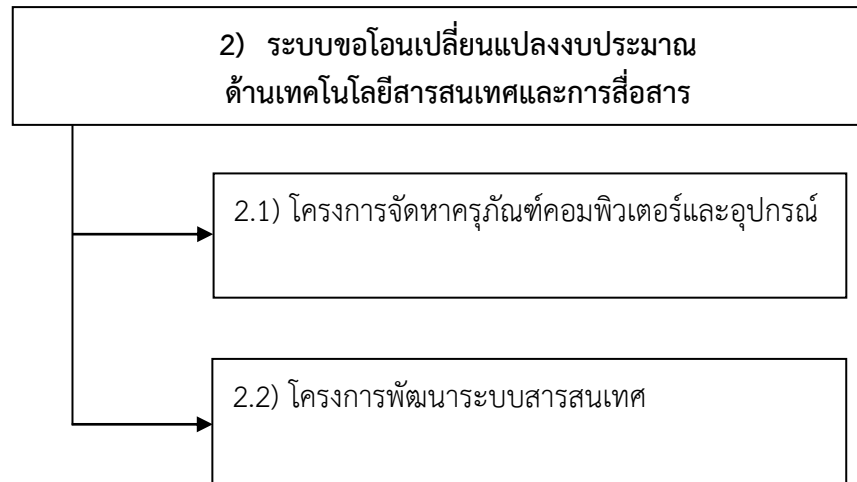 2) ระบบขอโอนเปลี่ยนแปลงงบประมาณ
ด้านเทคโนโลยีสารสนเทศและการสื่อสาร
2.1) โครงการจัดหาครุภัณฑ์คอมพิวเตอร์และอุปกรณ์
2.2) โครงการพัฒนาระบบสารสนเทศ